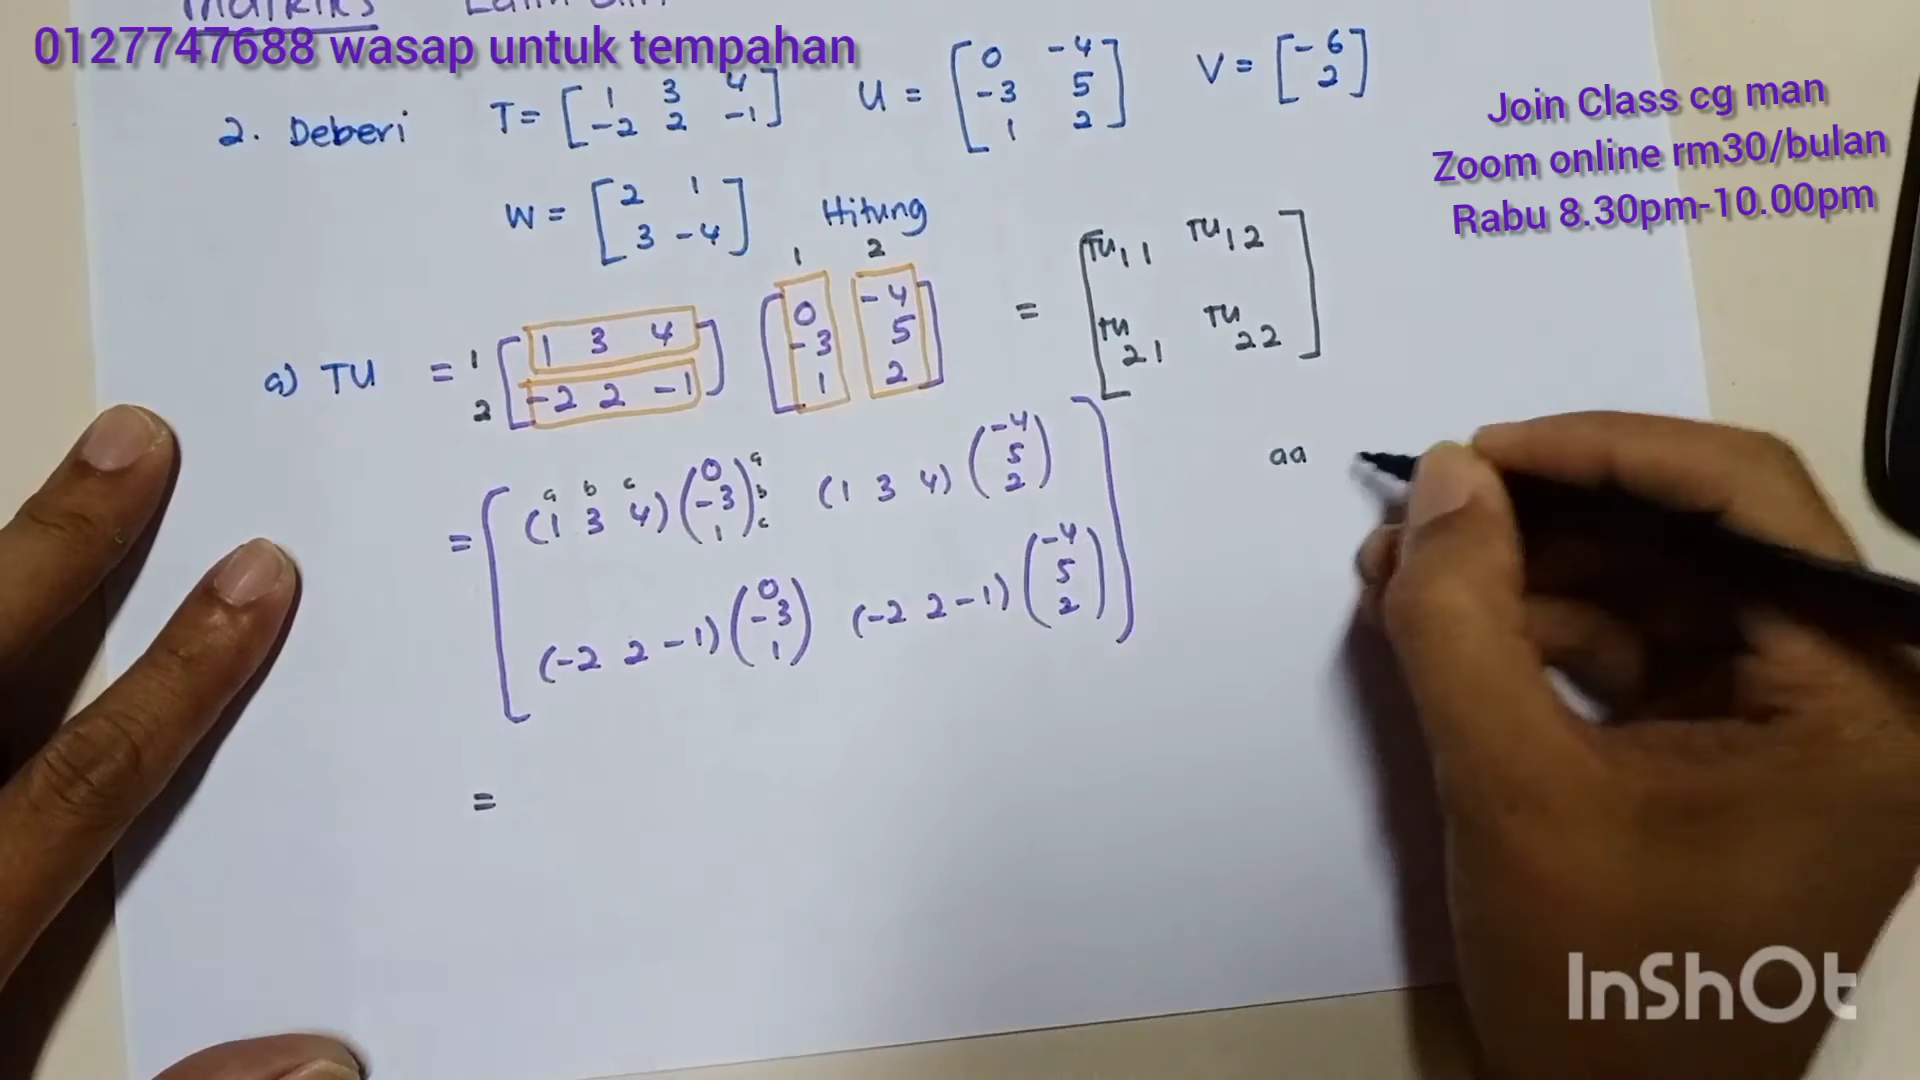 0127747688 wasap untuk tempahan
Join Class cg man
Zoom online rm30/bulan
Rabu 8.30pm-10.00pm
2. Deberi T = [1 3 4
-2 2 -1] U = [0 -4
-3 5
1 2] V = [-6
2]
W = [2 1
3 -4] Hitung
1 2
a) TU = 1 [1 3 4] [0 -4
2 [-2 2 -1] -3 5
1 2] = [TU11 TU12
TU21 TU22]
a b c a
= [(1 3 4) (0 -3 1) b (1 3 4) (-4 5 2)
c
(-2 2 -1) (0 -3 1) (-2 2 -1) (-4 5 2)]
aa
=
InShOt